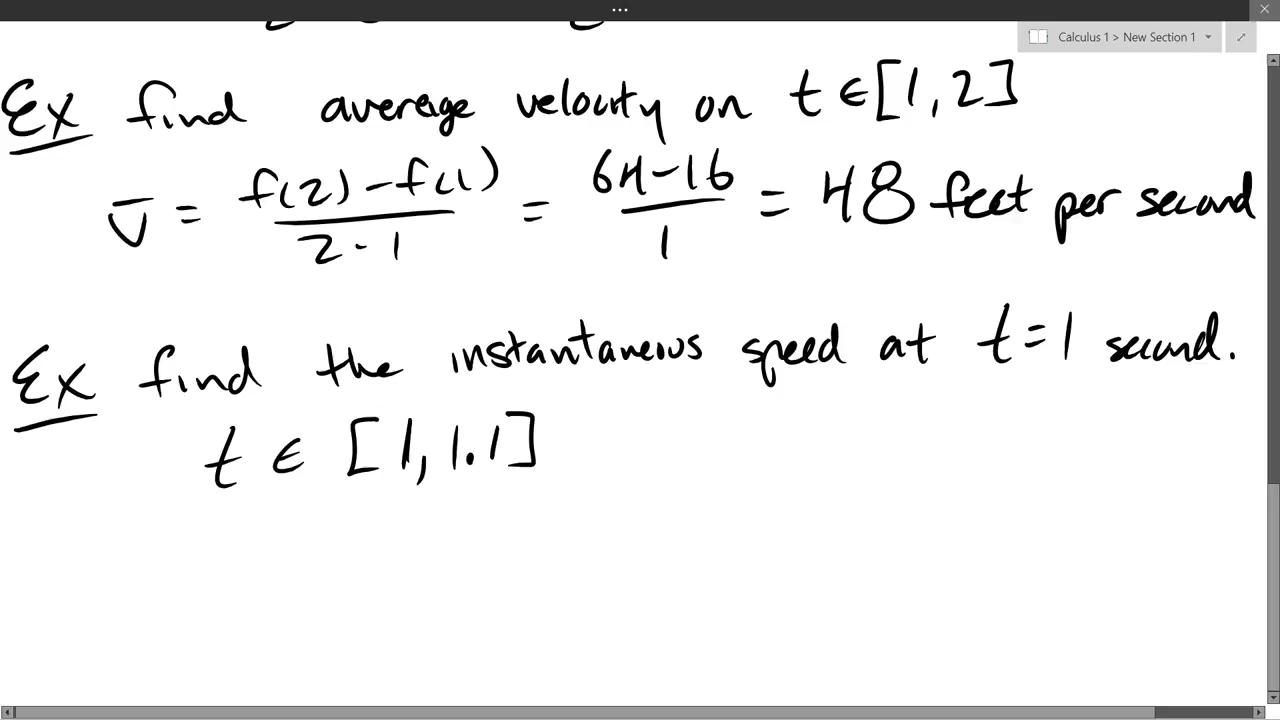 ...
Calculus 1 > New Section 1
Ex find average velocity on t ∈ [1, 2]
v̄ = f(2) - f(1) / 2 - 1 = 64 - 16 / 1 = 48 feet per second
Ex find the instantaneous speed at t = 1 second.
t ∈ [1, 1.1]